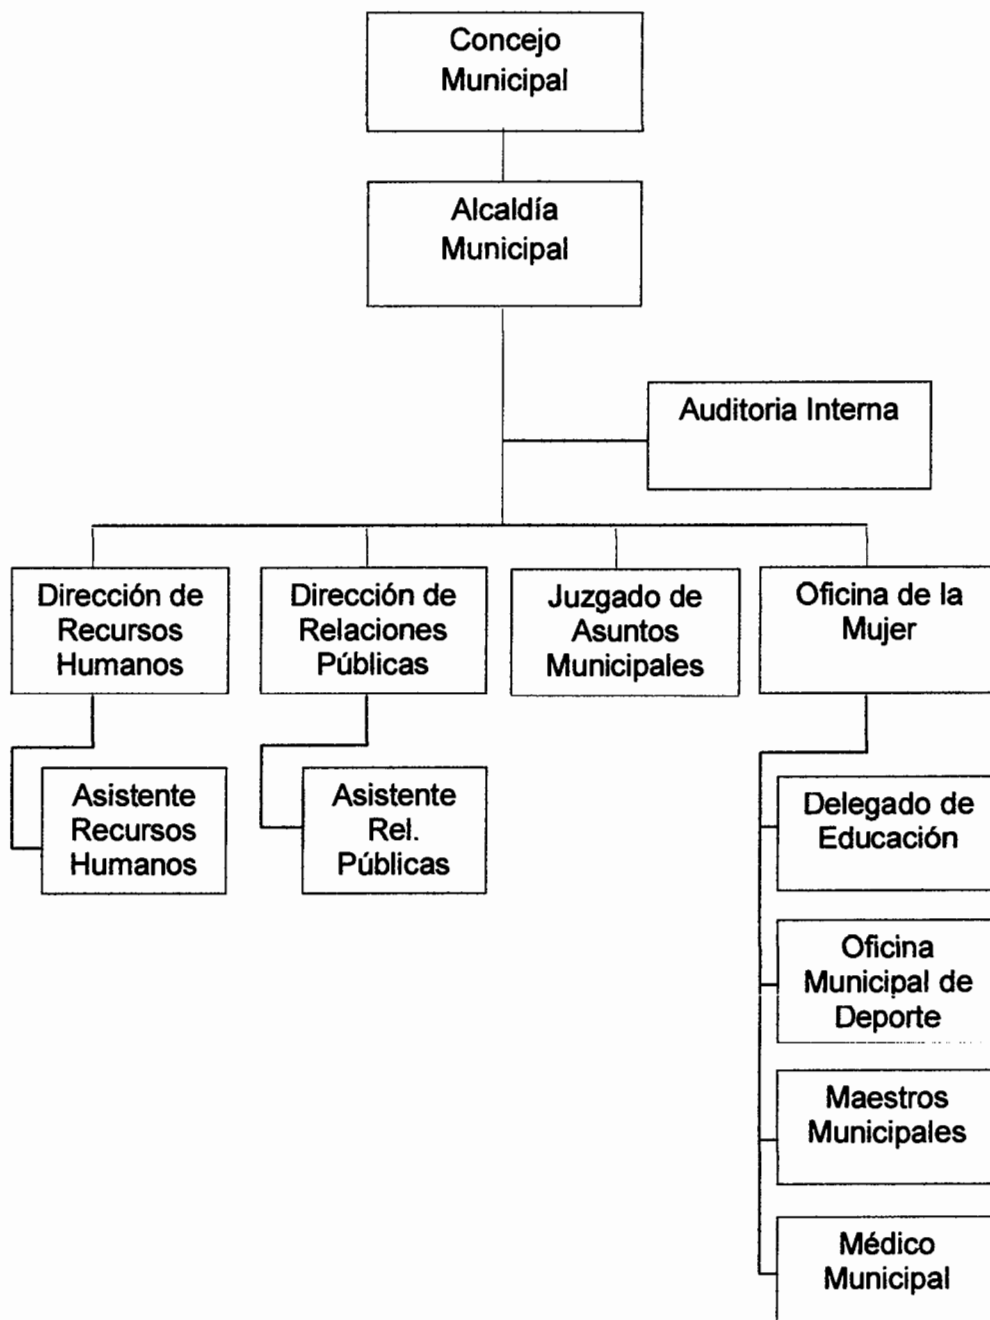 Concejo
Municipal
Alcaldía
Municipal
Auditoria Interna
Dirección de
Recursos
Humanos
Dirección de
Relaciones
Públicas
Juzgado de
Asuntos
Municipales
Oficina de la
Mujer
Asistente
Recursos
Humanos
Asistente
Rel.
Públicas
Delegado de
Educación
Oficina
Municipal de
Deporte
Maestros
Municipales
Médico
Municipal